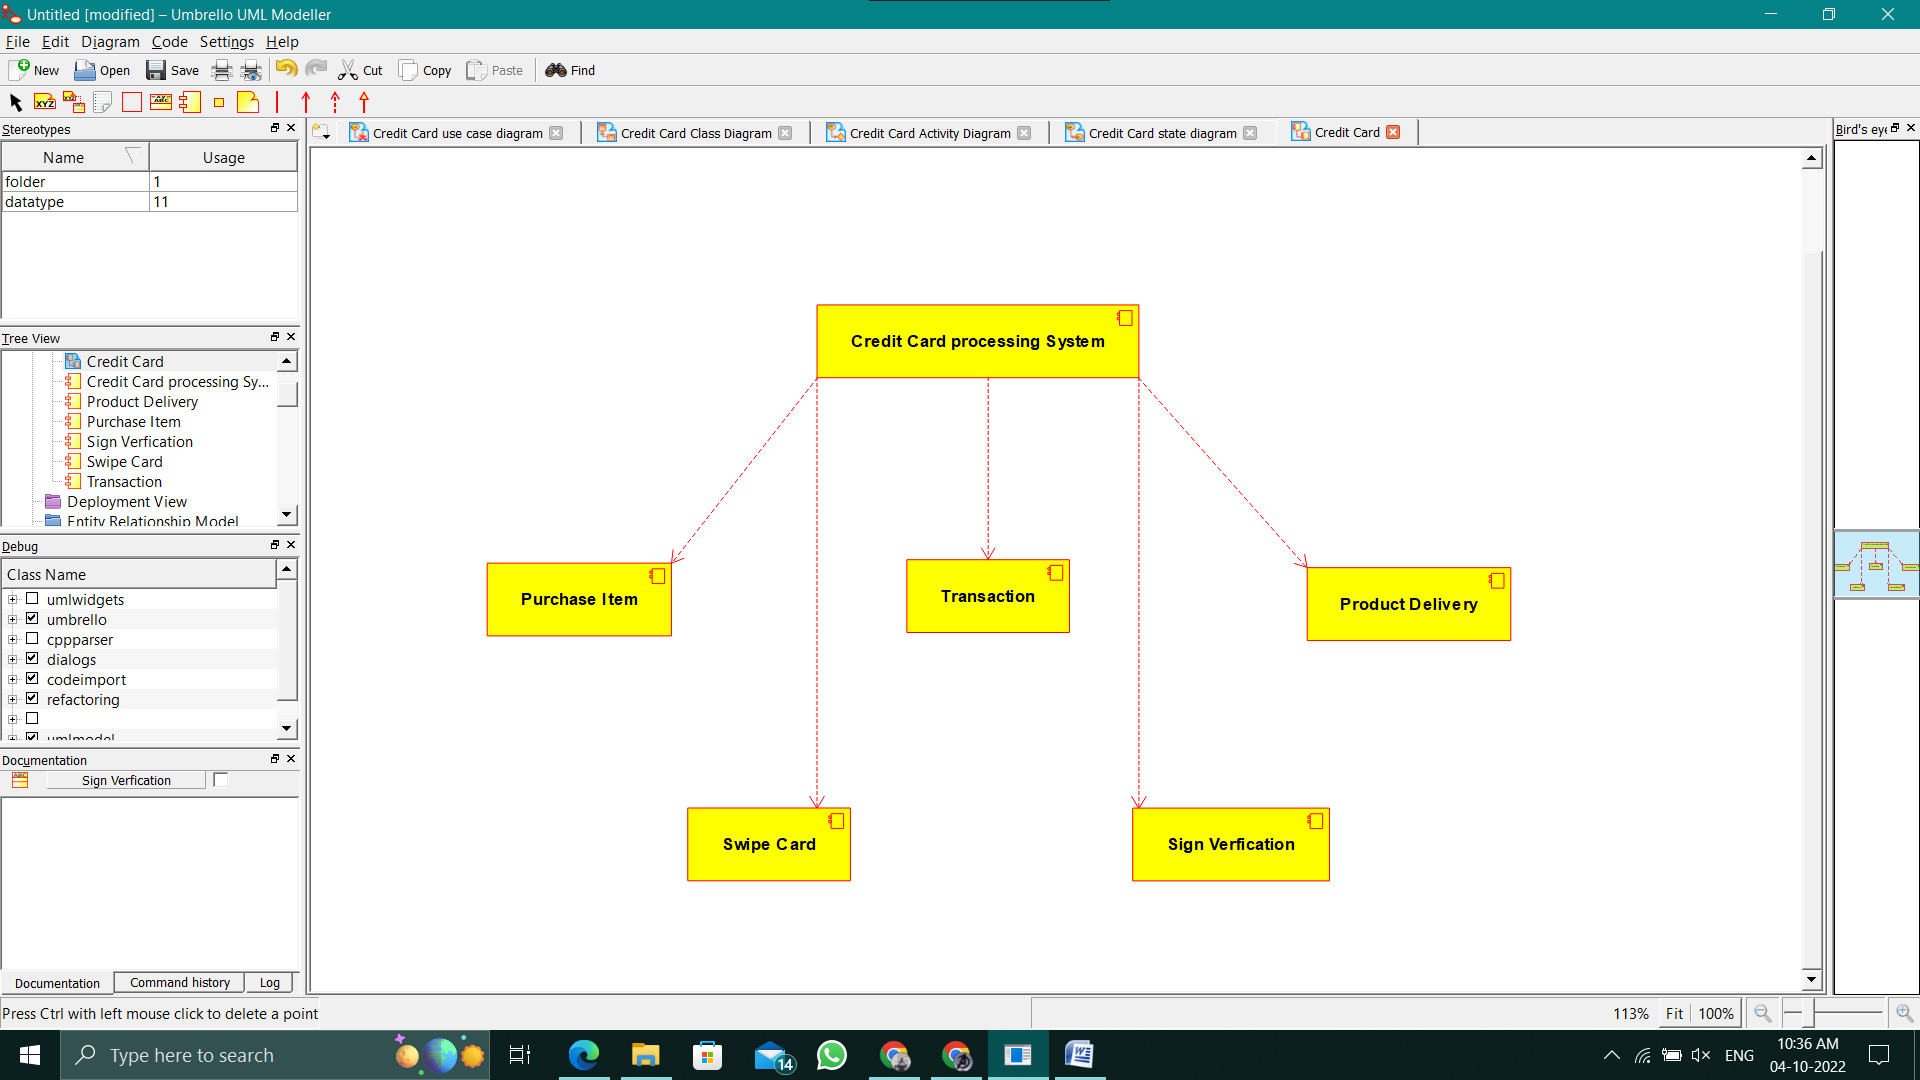 Untitled [modified] – Umbrello UML Modeller
File Edit Diagram Code Settings Help
New Open Save Cut Copy Paste Find
Stereotypes
Name Usage
folder 1
datatype 11
Tree View
Credit Card
Credit Card processing Sy...
Product Delivery
Purchase Item
Sign Verfication
Swipe Card
Transaction
Deployment View
Entity Relationship Model
Debug
Class Name
umlwidgets
umbrello
cppparser
dialogs
codeimport
refactoring
umlmodel
Documentation
Sign Verfication
Documentation Command history Log
Press Ctrl with left mouse click to delete a point
Credit Card use case diagram Credit Card Class Diagram Credit Card Activity Diagram Credit Card state diagram Credit Card
Credit Card processing System
Purchase Item
Transaction
Product Delivery
Swipe Card
Sign Verfication
Bird's eye
113% Fit 100%
Type here to search
14
ENG
10:36 AM
04-10-2022